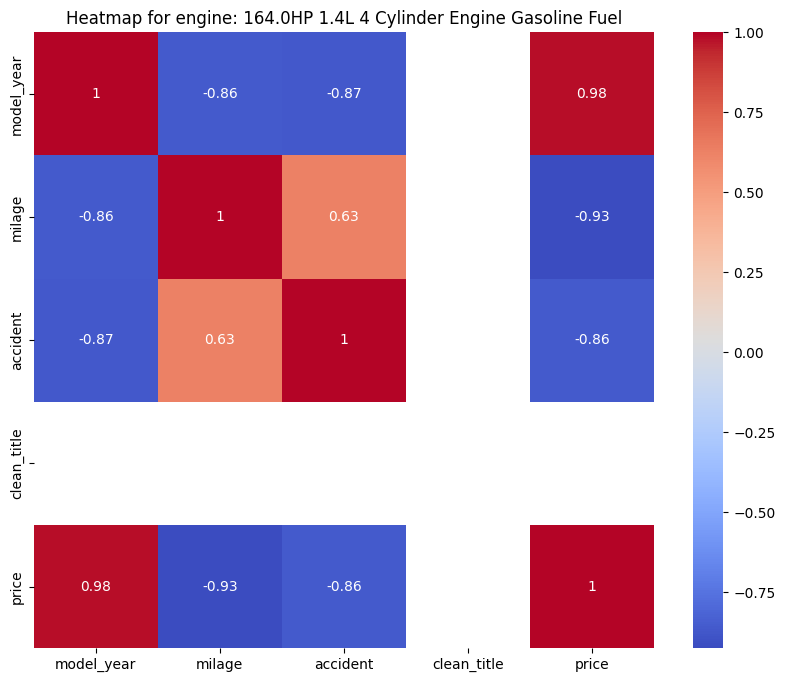 Heatmap for engine: 164.0HP 1.4L 4 Cylinder Engine Gasoline Fuel
model_year
1
-0.86
-0.87
0.98
milage
-0.86
1
0.63
-0.93
accident
-0.87
0.63
1
-0.86
clean_title
price
0.98
-0.93
-0.86
1
model_year
milage
accident
clean_title
price
1.00
0.75
0.50
0.25
0.00
−0.25
−0.50
−0.75